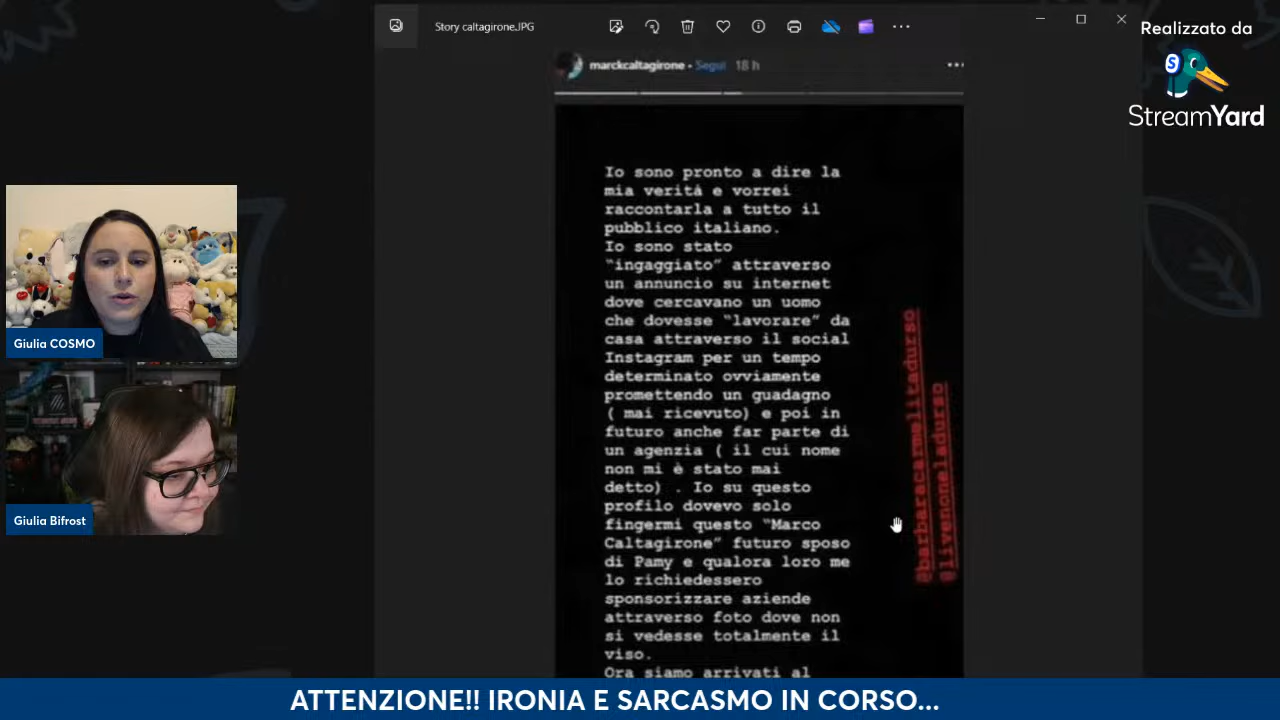 Story caltagirone.JPG
Realizzato da
StreamYard
marckcaltagirone • Segui 18 h
Io sono pronto a dire la
mia verità e vorrei
raccontarla a tutto il
pubblico italiano.
Io sono stato
"ingaggiato" attraverso
un annuncio su internet
dove cercavano un uomo
che dovesse "lavorare" da
casa attraverso il social
Instagram per un tempo
determinato ovviamente
promettendo un guadagno
( mai ricevuto) e poi in
futuro anche far parte di
un agenzia ( il cui nome
non mi è stato mai
detto) . Io su questo
profilo dovevo solo
fingermi questo "Marco
Caltagirone" futuro sposo
di Pamy e qualora loro me
lo richiedessero
sponsorizzare aziende
attraverso foto dove non
si vedesse totalmente il
viso.
Ora siamo arrivati al
@barbaracarmelitadurso
@livenoneladurso
Giulia COSMO
Giulia Bifrost
ATTENZIONE!! IRONIA E SARCASMO IN CORSO...